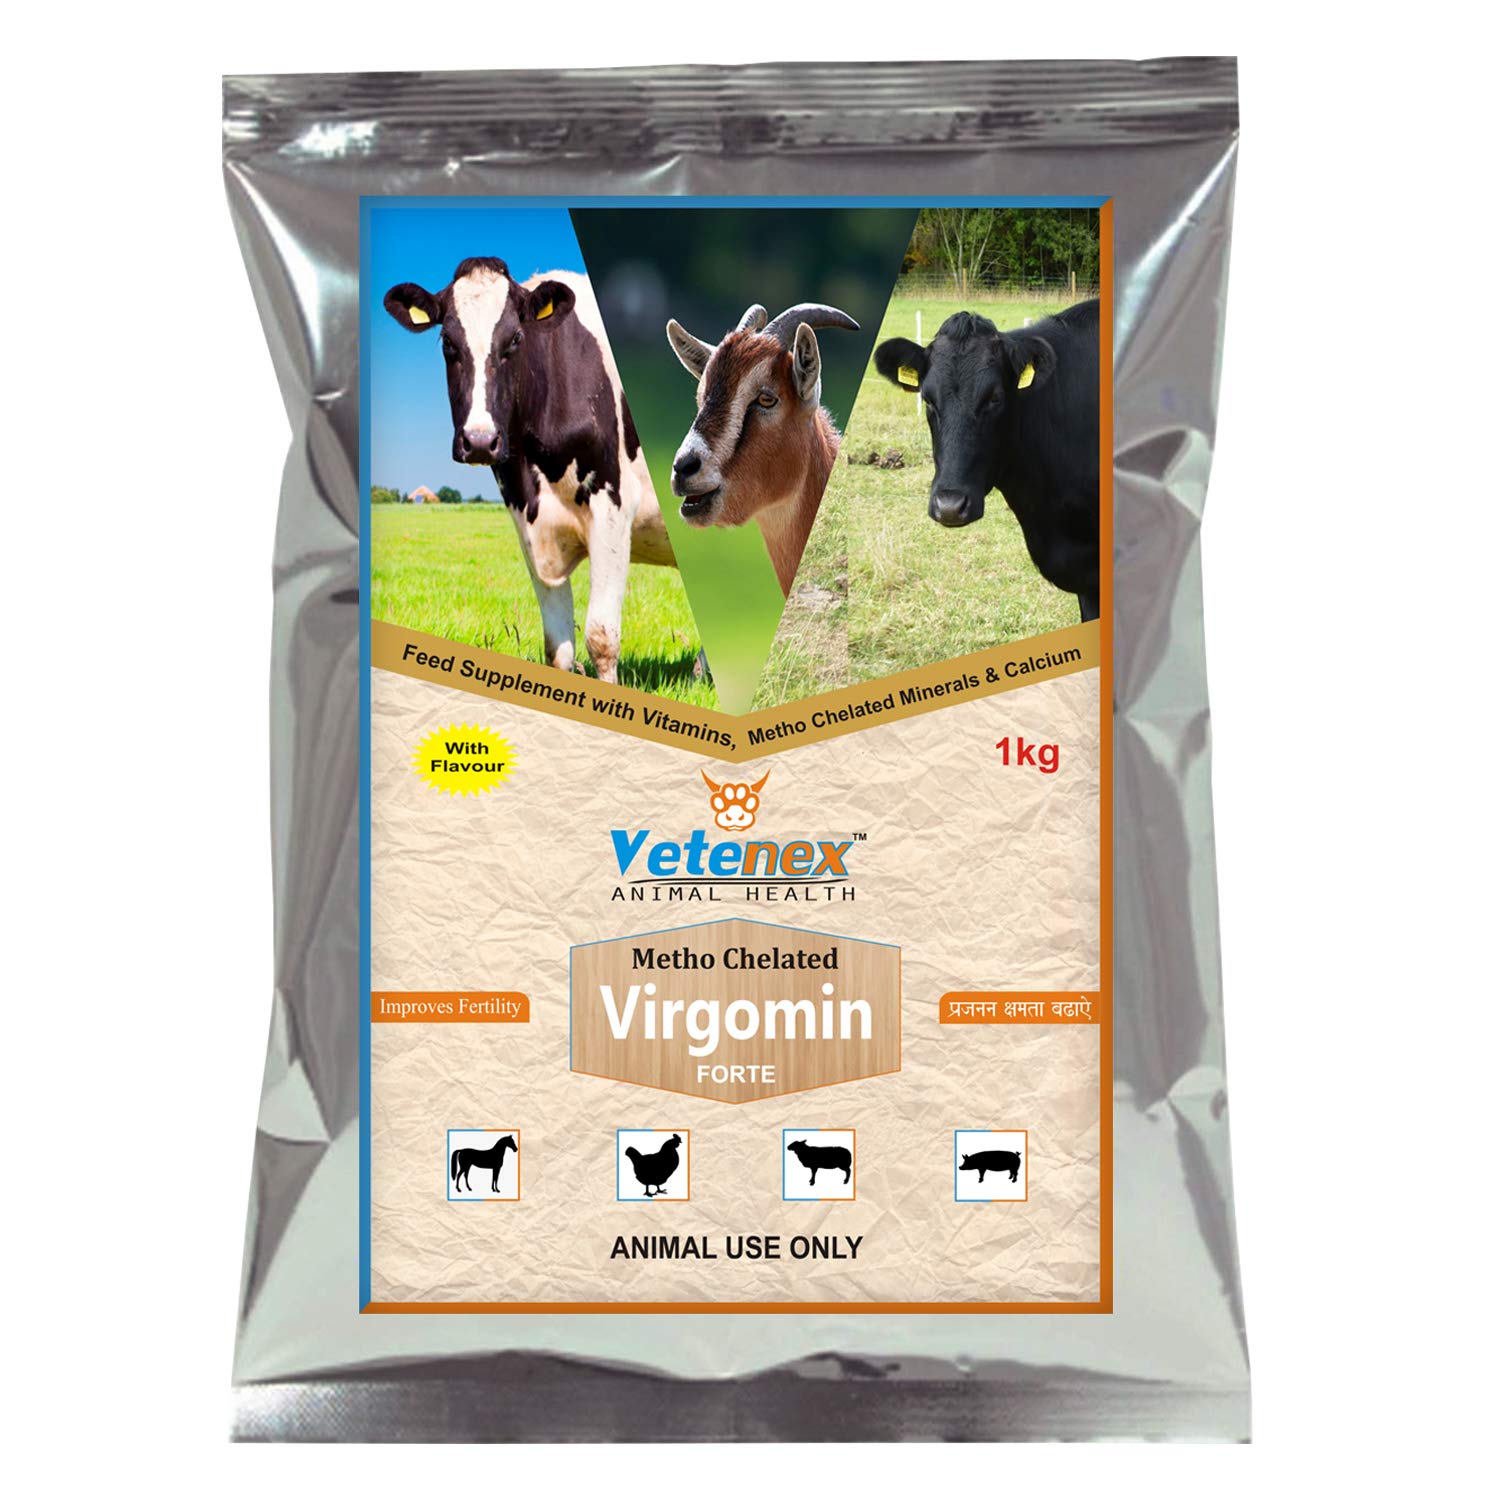 Feed Supplement with Vitamins, Metho Chelated Minerals & Calcium
With
Flavour
1kg
Vetenex™
ANIMAL HEALTH
Metho Chelated
Virgomin
FORTE
Improves Fertility
प्रजनन क्षमता बढाऐ
ANIMAL USE ONLY